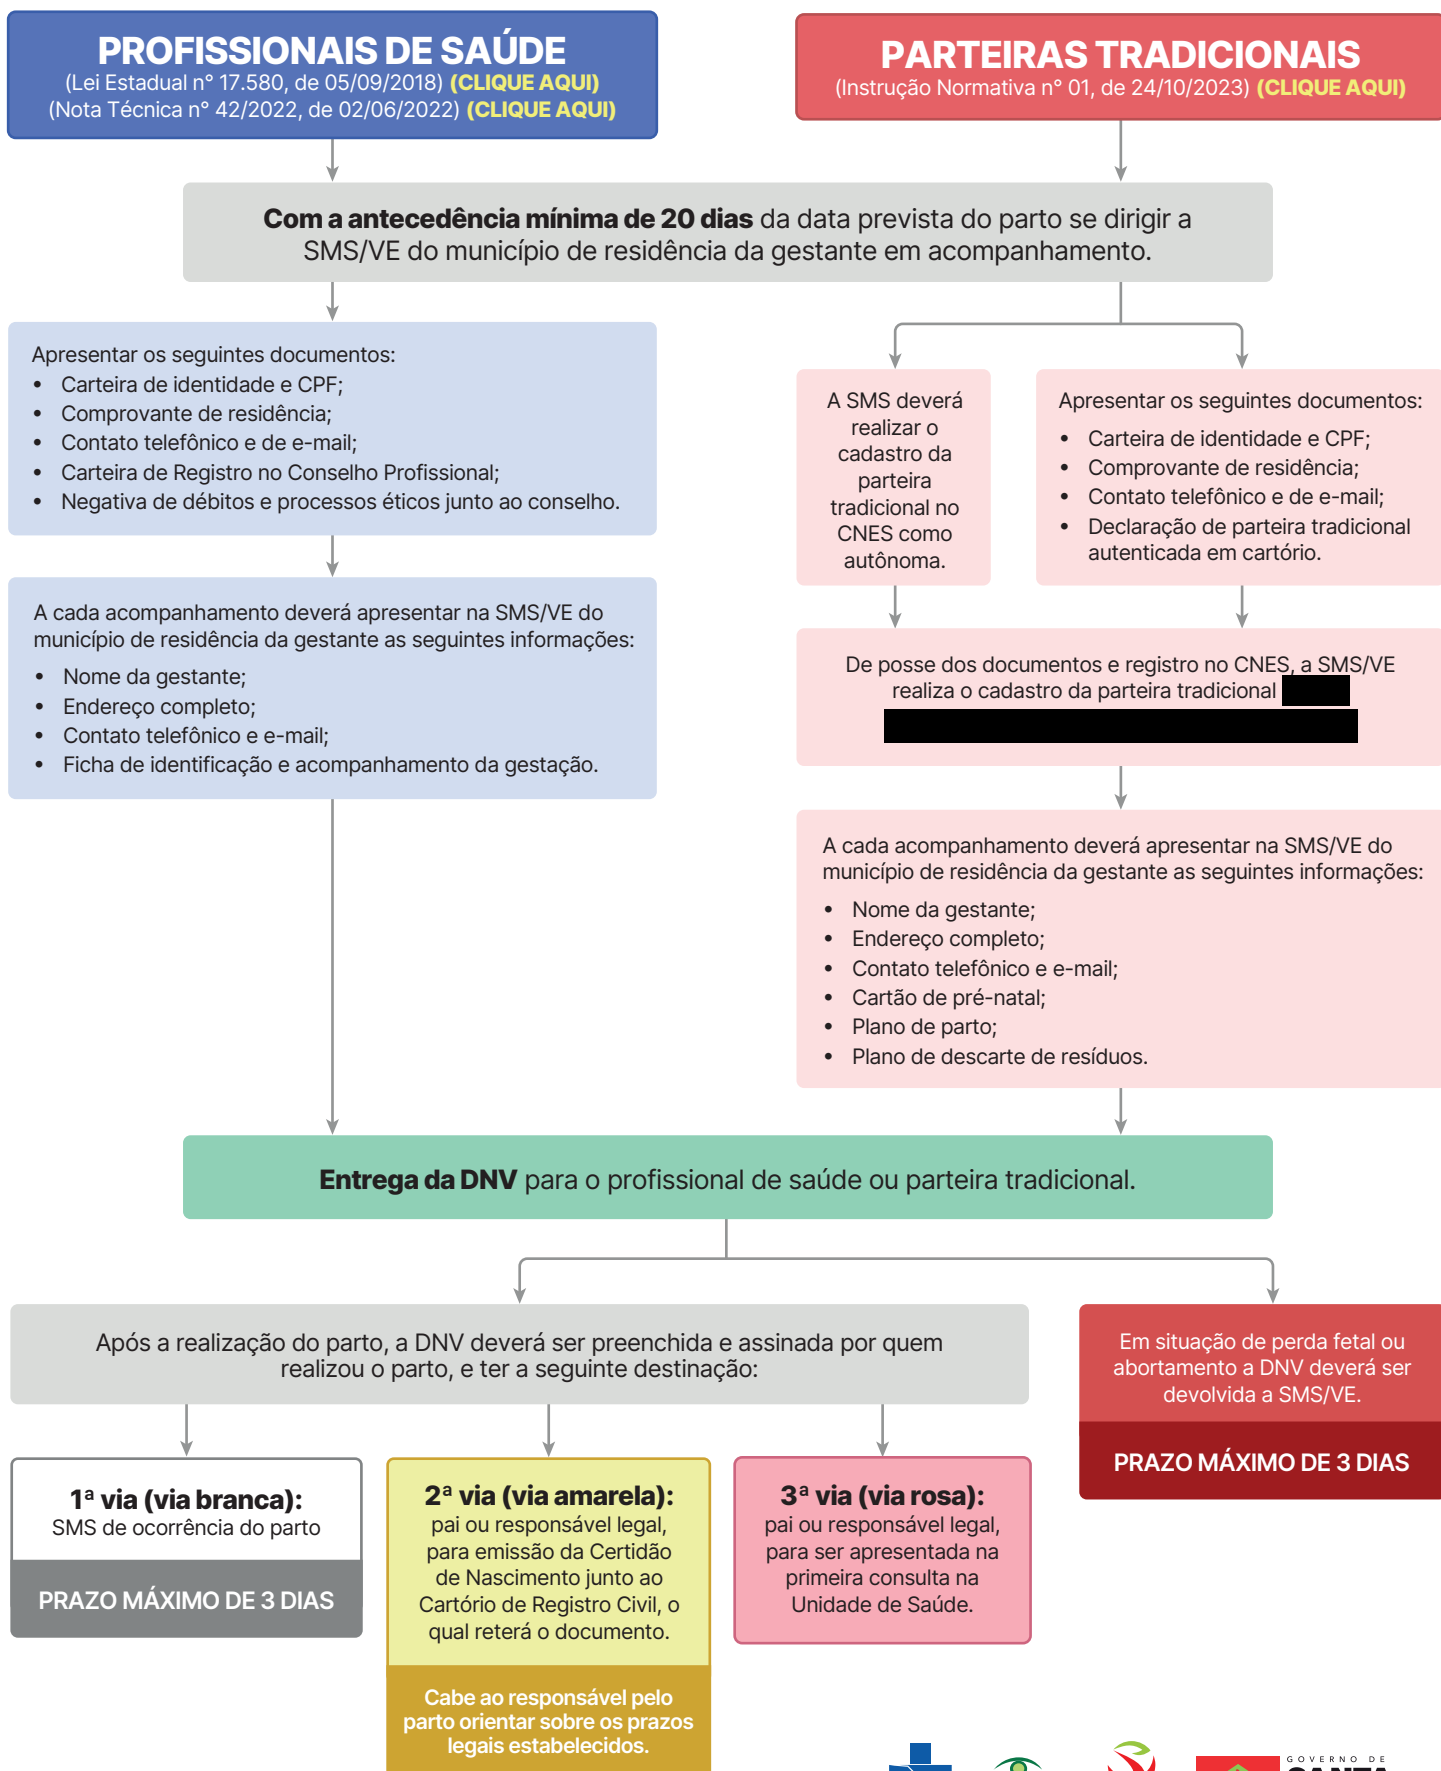 PROFISSIONAIS DE SAÚDE
(Lei Estadual n° 17.580, de 05/09/2018) (CLIQUE AQUI)
(Nota Técnica n° 42/2022, de 02/06/2022) (CLIQUE AQUI)
PARTEIRAS TRADICIONAIS
(Instrução Normativa n° 01, de 24/10/2023) (CLIQUE AQUI)
Com a antecedência mínima de 20 dias da data prevista do parto se dirigir a
SMS/VE do município de residência da gestante em acompanhamento.
Apresentar os seguintes documentos:
• Carteira de identidade e CPF;
• Comprovante de residência;
• Contato telefônico e de e-mail;
• Carteira de Registro no Conselho Profissional;
• Negativa de débitos e processos éticos junto ao conselho.
A cada acompanhamento deverá apresentar na SMS/VE do
município de residência da gestante as seguintes informações:
• Nome da gestante;
• Endereço completo;
• Contato telefônico e e-mail;
• Ficha de identificação e acompanhamento da gestação.
A SMS deverá
realizar o
cadastro da
parteira
tradicional no
CNES como
autônoma.
Apresentar os seguintes documentos:
• Carteira de identidade e CPF;
• Comprovante de residência;
• Contato telefônico e de e-mail;
• Declaração de parteira tradicional
autenticada em cartório.
De posse dos documentos e registro no CNES, a SMS/VE
realiza o cadastro da parteira tradicional
A cada acompanhamento deverá apresentar na SMS/VE do
município de residência da gestante as seguintes informações:
• Nome da gestante;
• Endereço completo;
• Contato telefônico e e-mail;
• Cartão de pré-natal;
• Plano de parto;
• Plano de descarte de resíduos.
Entrega da DNV para o profissional de saúde ou parteira tradicional.
Após a realização do parto, a DNV deverá ser preenchida e assinada por quem
realizou o parto, e ter a seguinte destinação:
Em situação de perda fetal ou
abortamento a DNV deverá ser
devolvida a SMS/VE.
PRAZO MÁXIMO DE 3 DIAS
1ª via (via branca):
SMS de ocorrência do parto
PRAZO MÁXIMO DE 3 DIAS
2ª via (via amarela):
pai ou responsável legal,
para emissão da Certidão
de Nascimento junto ao
Cartório de Registro Civil, o
qual reterá o documento.
Cabe ao responsável pelo
parto orientar sobre os prazos
legais estabelecidos.
3ª via (via rosa):
pai ou responsável legal,
para ser apresentada na
primeira consulta na
Unidade de Saúde.
GOVERNO DE
SANTA